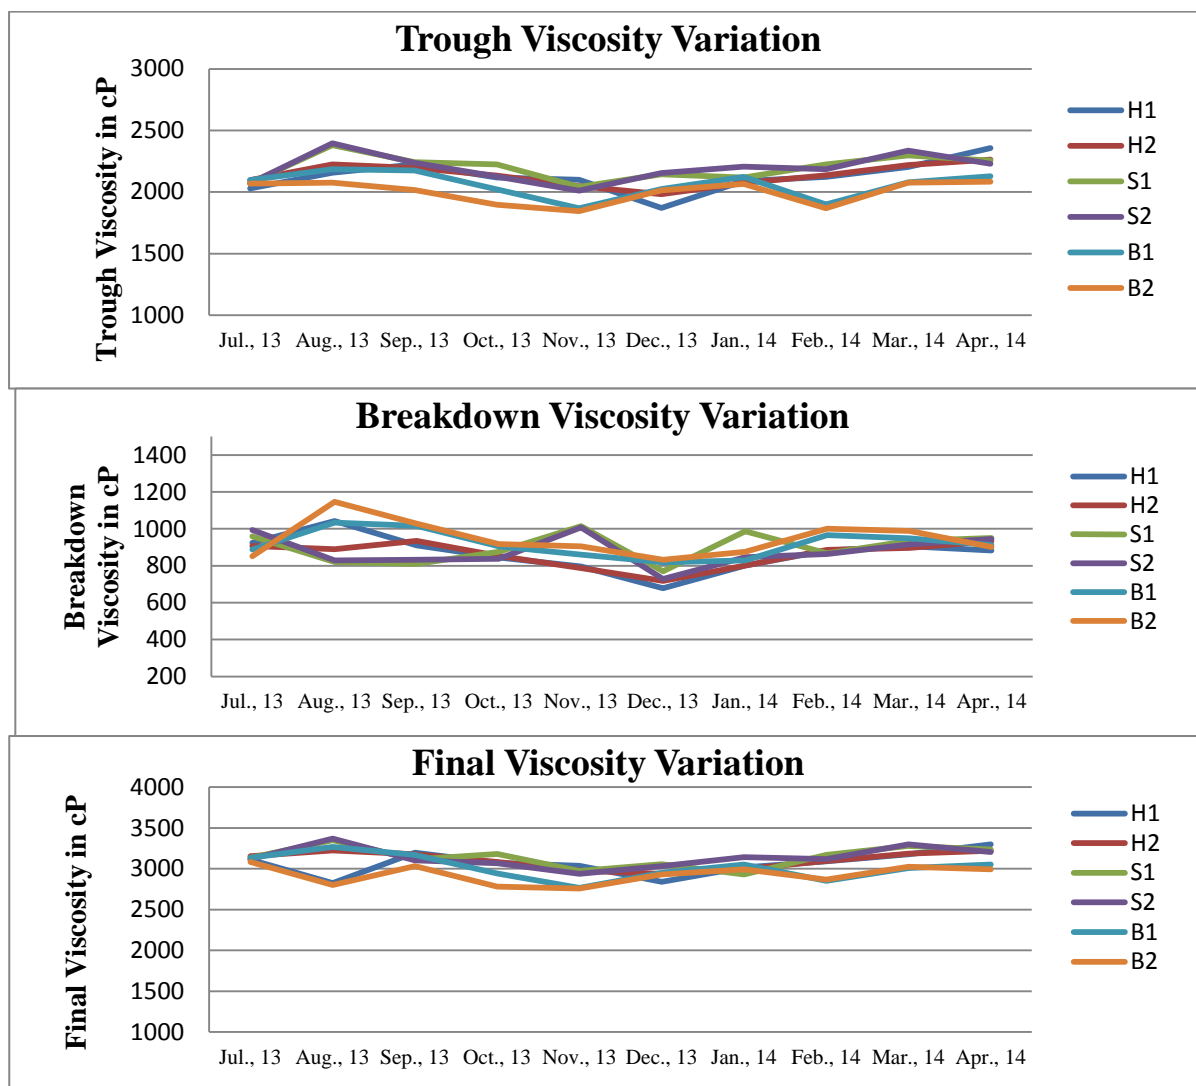 Trough Viscosity Variation
Trough Viscosity in cP
3000
2500
2000
1500
1000
Jul., 13 Aug., 13 Sep., 13 Oct., 13 Nov., 13 Dec., 13 Jan., 14 Feb., 14 Mar., 14 Apr., 14
H1
H2
S1
S2
B1
B2
Breakdown Viscosity Variation
Breakdown
Viscosity in cP
1400
1200
1000
800
600
400
200
Jul., 13 Aug., 13 Sep., 13 Oct., 13 Nov., 13 Dec., 13 Jan., 14 Feb., 14 Mar., 14 Apr., 14
H1
H2
S1
S2
B1
B2
Final Viscosity Variation
Final Viscosity in cP
4000
3500
3000
2500
2000
1500
1000
Jul., 13 Aug., 13 Sep., 13 Oct., 13 Nov., 13 Dec., 13 Jan., 14 Feb., 14 Mar., 14 Apr., 14
H1
H2
S1
S2
B1
B2